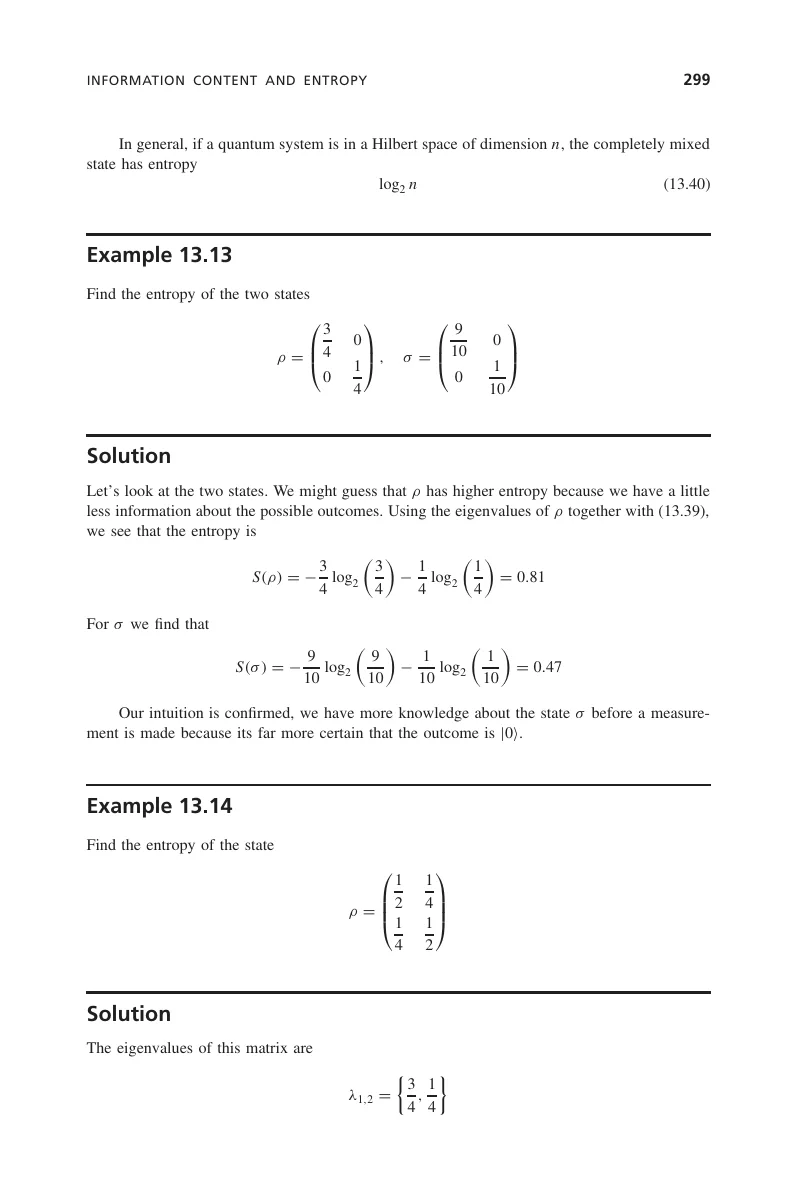 INFORMATION CONTENT AND ENTROPY 299
In general, if a quantum system is in a Hilbert space of dimension n, the completely mixed
state has entropy
log₂ n (13.40)
Example 13.13
Find the entropy of the two states
ρ = (3/4 0; 0 1/4), σ = (9/10 0; 0 1/10)
Solution
Let's look at the two states. We might guess that ρ has higher entropy because we have a little
less information about the possible outcomes. Using the eigenvalues of ρ together with (13.39),
we see that the entropy is
S(ρ) = −3/4 log₂ (3/4) − 1/4 log₂ (1/4) = 0.81
For σ we find that
S(σ) = −9/10 log₂ (9/10) − 1/10 log₂ (1/10) = 0.47
Our intuition is confirmed, we have more knowledge about the state σ before a measure-
ment is made because its far more certain that the outcome is |0⟩.
Example 13.14
Find the entropy of the state
ρ = (1/2 1/4; 1/4 1/2)
Solution
The eigenvalues of this matrix are
λ₁,₂ = {3/4, 1/4}